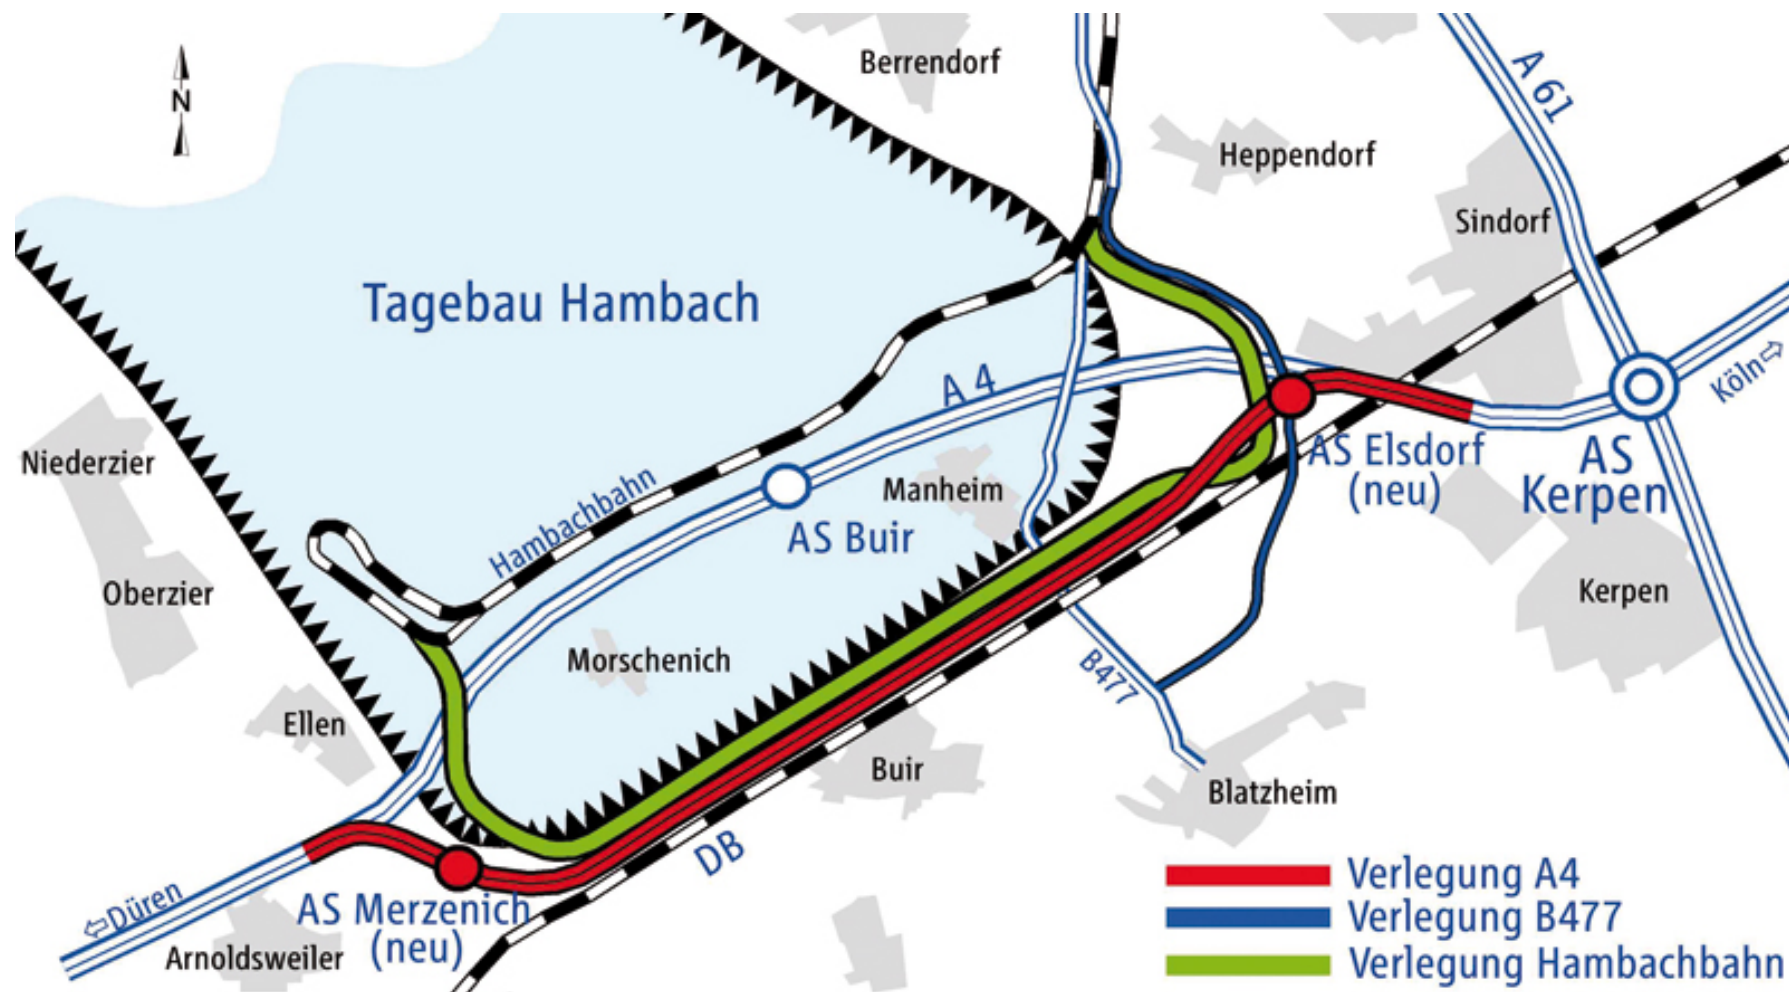 Berrendorf
A 61
N
Heppendorf
Sindorf
Tagebau Hambach
A 4
Köln
Niederzier
AS Elsdorf
(neu)
AS
Kerpen
Manheim
Hambachbahn
AS Buir
Oberzier
Kerpen
Morschenich
B477
Ellen
Buir
Blatzheim
DB
Düren
AS Merzenich
(neu)
Arnoldsweiler
Verlegung A4
Verlegung B477
Verlegung Hambachbahn